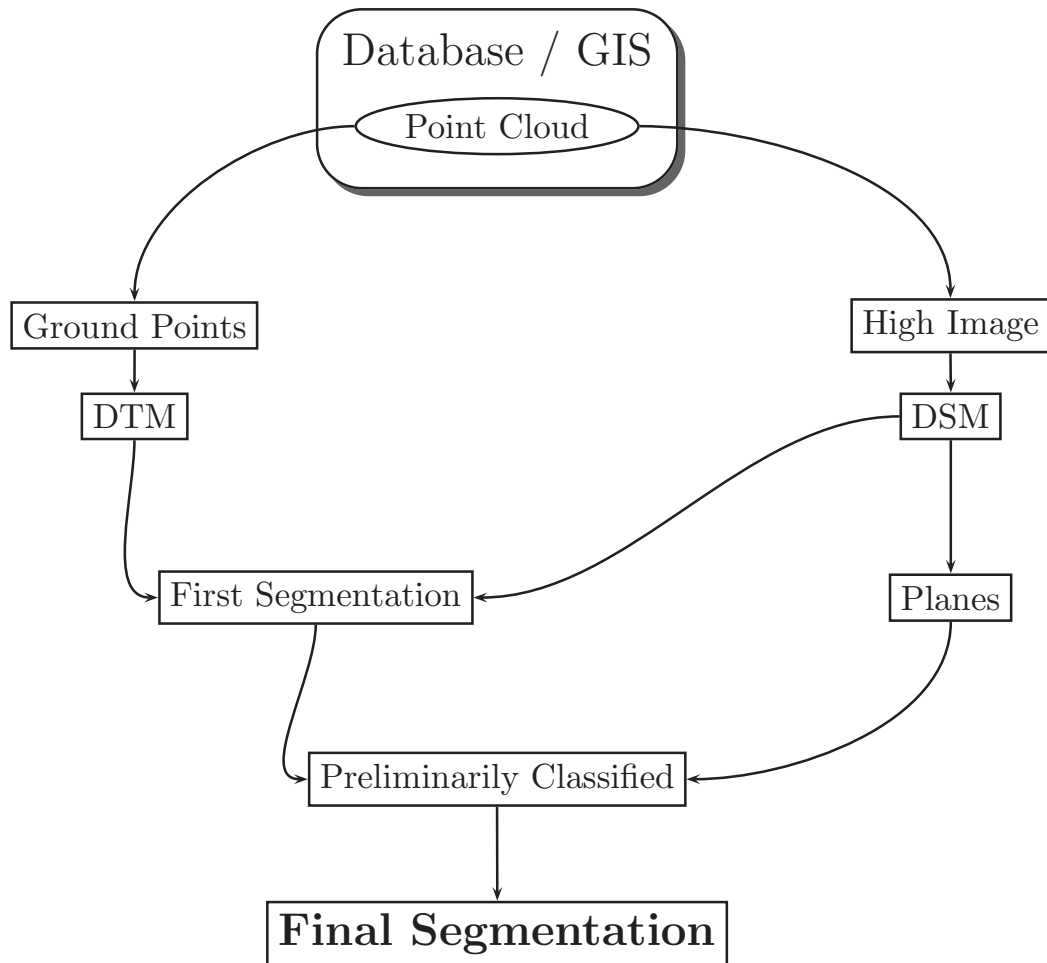 Database / GIS
Point Cloud
Ground Points
High Image
DTM
DSM
First Segmentation
Planes
Preliminarily Classified
Final Segmentation